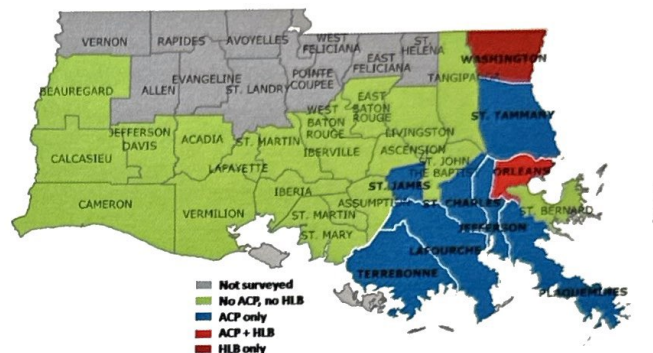 VERNON
RAPIDES
AVOYELLES
WEST
FELICIANA
EAST
FELICIANA
ST.
HELENA
WASHINGTON
TANGIPA
BEAUREGARD
ALLEN
EVANGELINE
ST. LANDRY
POINTE
COUPEE
WEST
BATON
ROUGE
EAST
BATON
ROUGE
LIVINGSTON
ST. TAMMANY
JEFFERSON
DAVIS
ACADIA
ST. MARTIN
IBERVILLE
ASCENSION
ST. JOHN
THE BAPTIS
ORLEANS
CALCASIEU
LAFAYETTE
CAMERON
VERMILION
IBERIA
ST. MARTIN
ST. MARY
ASSUMPTI
ST. JAMES
ST. CHARLES
JEFFERSON
ST. BERNARD
LAFOURCHE
TERREBONNE
PLAQUEMINES
Not surveyed
No ACP, no HLB
ACP only
ACP + HLB
HLB only